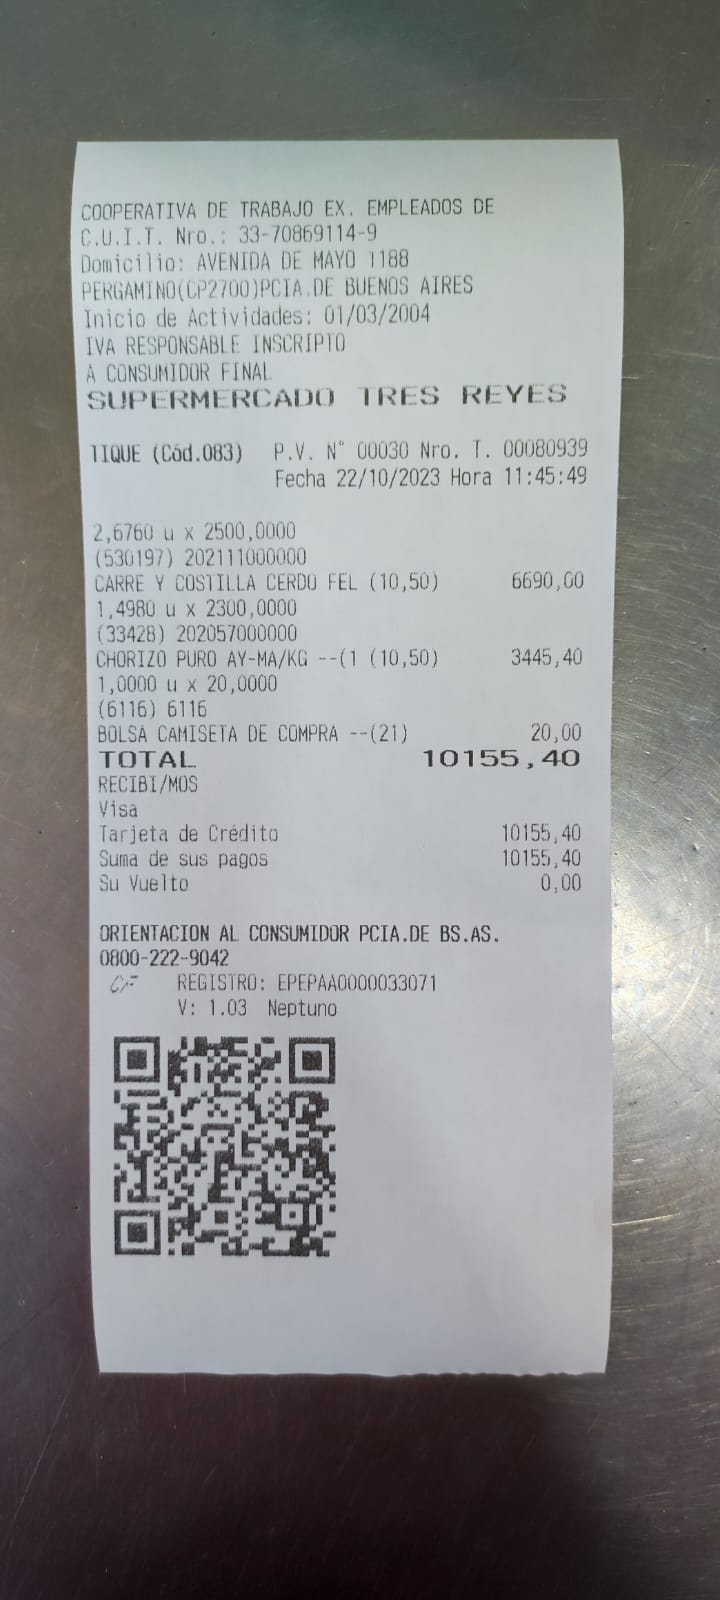 COOPERATIVA DE TRABAJO EX. EMPLEADOS DE
C.U.I.T. Nro.: 33-70869114-9
Domicilio: AVENIDA DE MAYO 1188
PERGAMINO(CP2700)PCIA.DE BUENOS AIRES
Inicio de Actividades: 01/03/2004
IVA RESPONSABLE INSCRIPTO
A CONSUMIDOR FINAL
SUPERMERCADO TRES REYES
TIQUE (Cód.083) P.V. N° 00030 Nro. T. 00080939
Fecha 22/10/2023 Hora 11:45:49
2,6760 u x 2500,0000
(530197) 202111000000
CARRE Y COSTILLA CERDO FEL (10,50) 6690,00
1,4980 u x 2300,0000
(33428) 202057000000
CHORIZO PURO AY-MA/KG --(1 (10,50) 3445,40
1,0000 u x 20,0000
(6116) 6116
BOLSA CAMISETA DE COMPRA --(21) 20,00
TOTAL 10155,40
RECIBI/MOS
Visa
Tarjeta de Crédito 10155,40
Suma de sus pagos 10155,40
Su Vuelto 0,00
ORIENTACION AL CONSUMIDOR PCIA.DE BS.AS.
0800-222-9042
CF REGISTRO: EPEPAA0000033071
V: 1.03 Neptuno